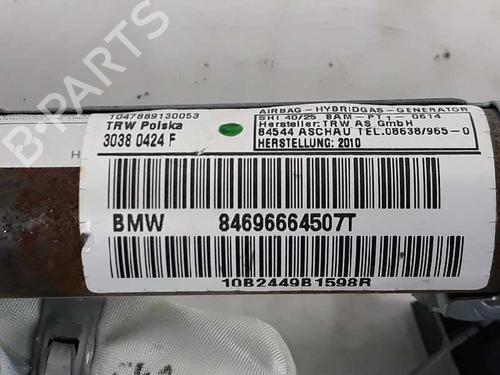 B-PARTS
1047889130053
TRW Polska
3038 0424 F
AIRBAG-HYBRIDGAS-GENERATOR
SHI 40/25 BAM-PT1-0614
Hersteller:TRW AS GmbH
84544 ASCHAU TEL.08638/965-0
HERSTELLUNG: 2010
H
BMW 84696664507T
10B2449B1598R